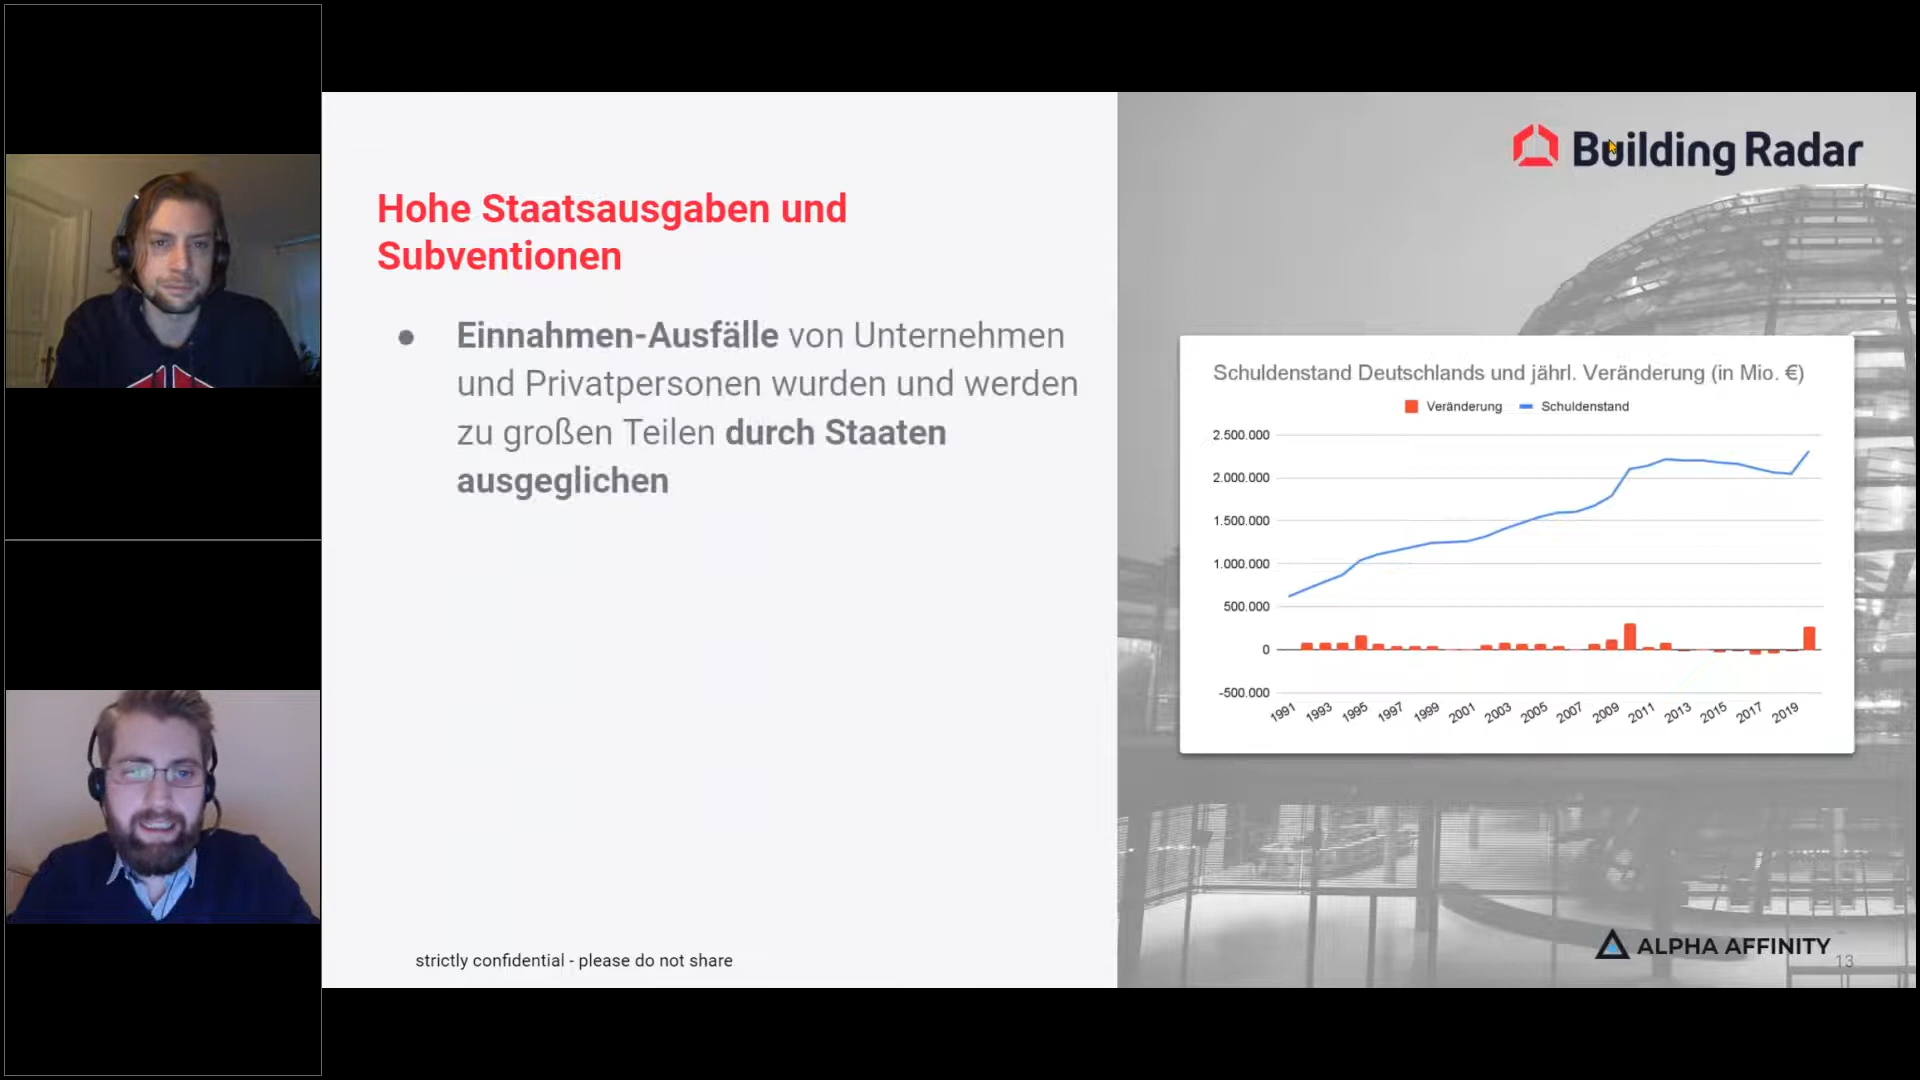 Building Radar
Hohe Staatsausgaben und
Subventionen
● Einnahmen-Ausfälle von Unternehmen
und Privatpersonen wurden und werden
zu großen Teilen durch Staaten
ausgeglichen
Schuldenstand Deutschlands und jährl. Veränderung (in Mio. €)
Veränderung Schuldenstand
2.500.000
2.000.000
1.500.000
1.000.000
500.000
0
-500.000
1991 1993 1995 1997 1999 2001 2003 2005 2007 2009 2011 2013 2015 2017 2019
strictly confidential - please do not share
ALPHA AFFINITY
13